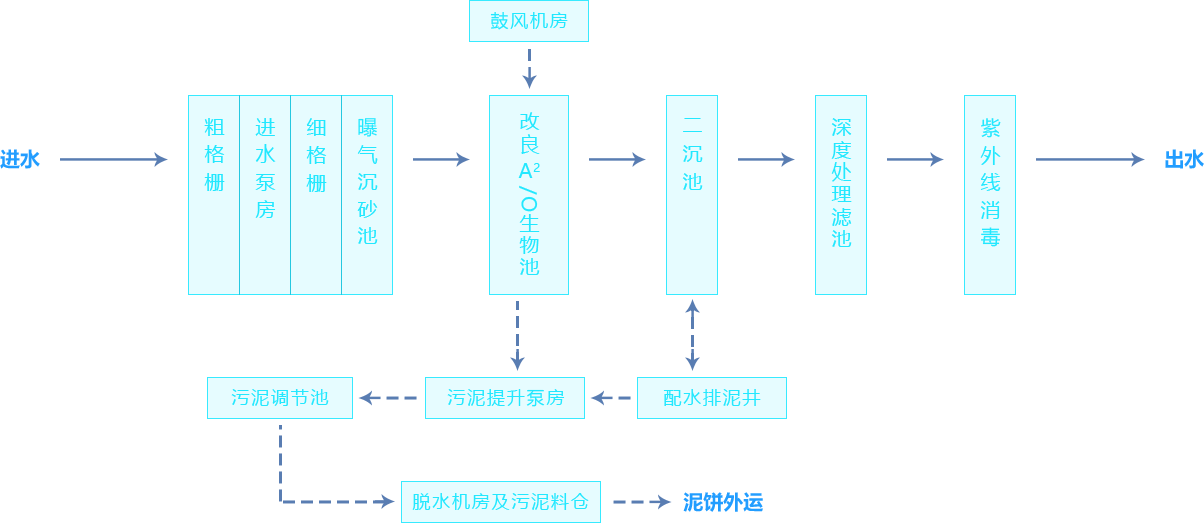 鼓风机房
进水
粗格栅
进水泵房
细格栅
曝气沉砂池
改良A²/O生物池
二沉池
深度处理滤池
紫外线消毒
出水
污泥调节池
污泥提升泵房
配水排泥井
脱水机房及污泥料仓
泥饼外运